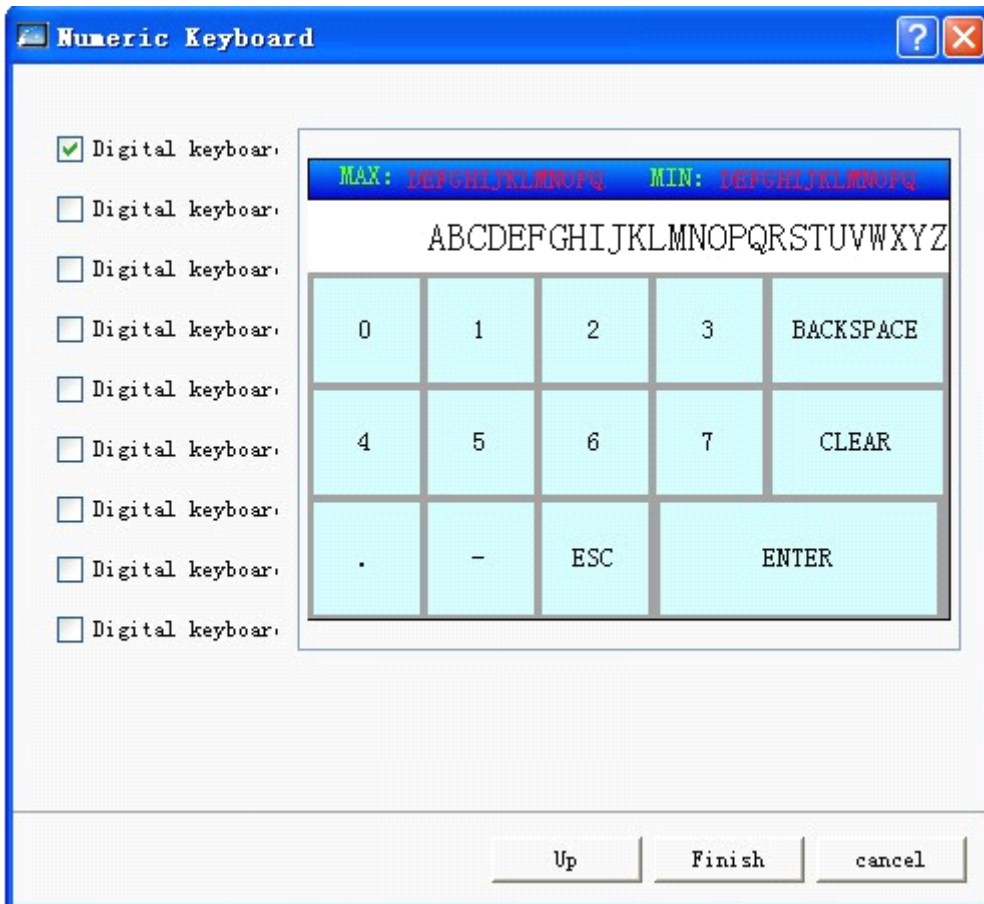 Numeric Keyboard
Digital keyboar
Digital keyboar
Digital keyboar
Digital keyboar
Digital keyboar
Digital keyboar
Digital keyboar
Digital keyboar
Digital keyboar
MAX: DEFGHIJKLMNOPQ MIN: DEFGHIJKLMNOPQ
ABCDEFGHIJKLMNOPQRSTUVWXYZ
0 1 2 3 BACKSPACE
4 5 6 7 CLEAR
. - ESC ENTER
Up Finish cancel